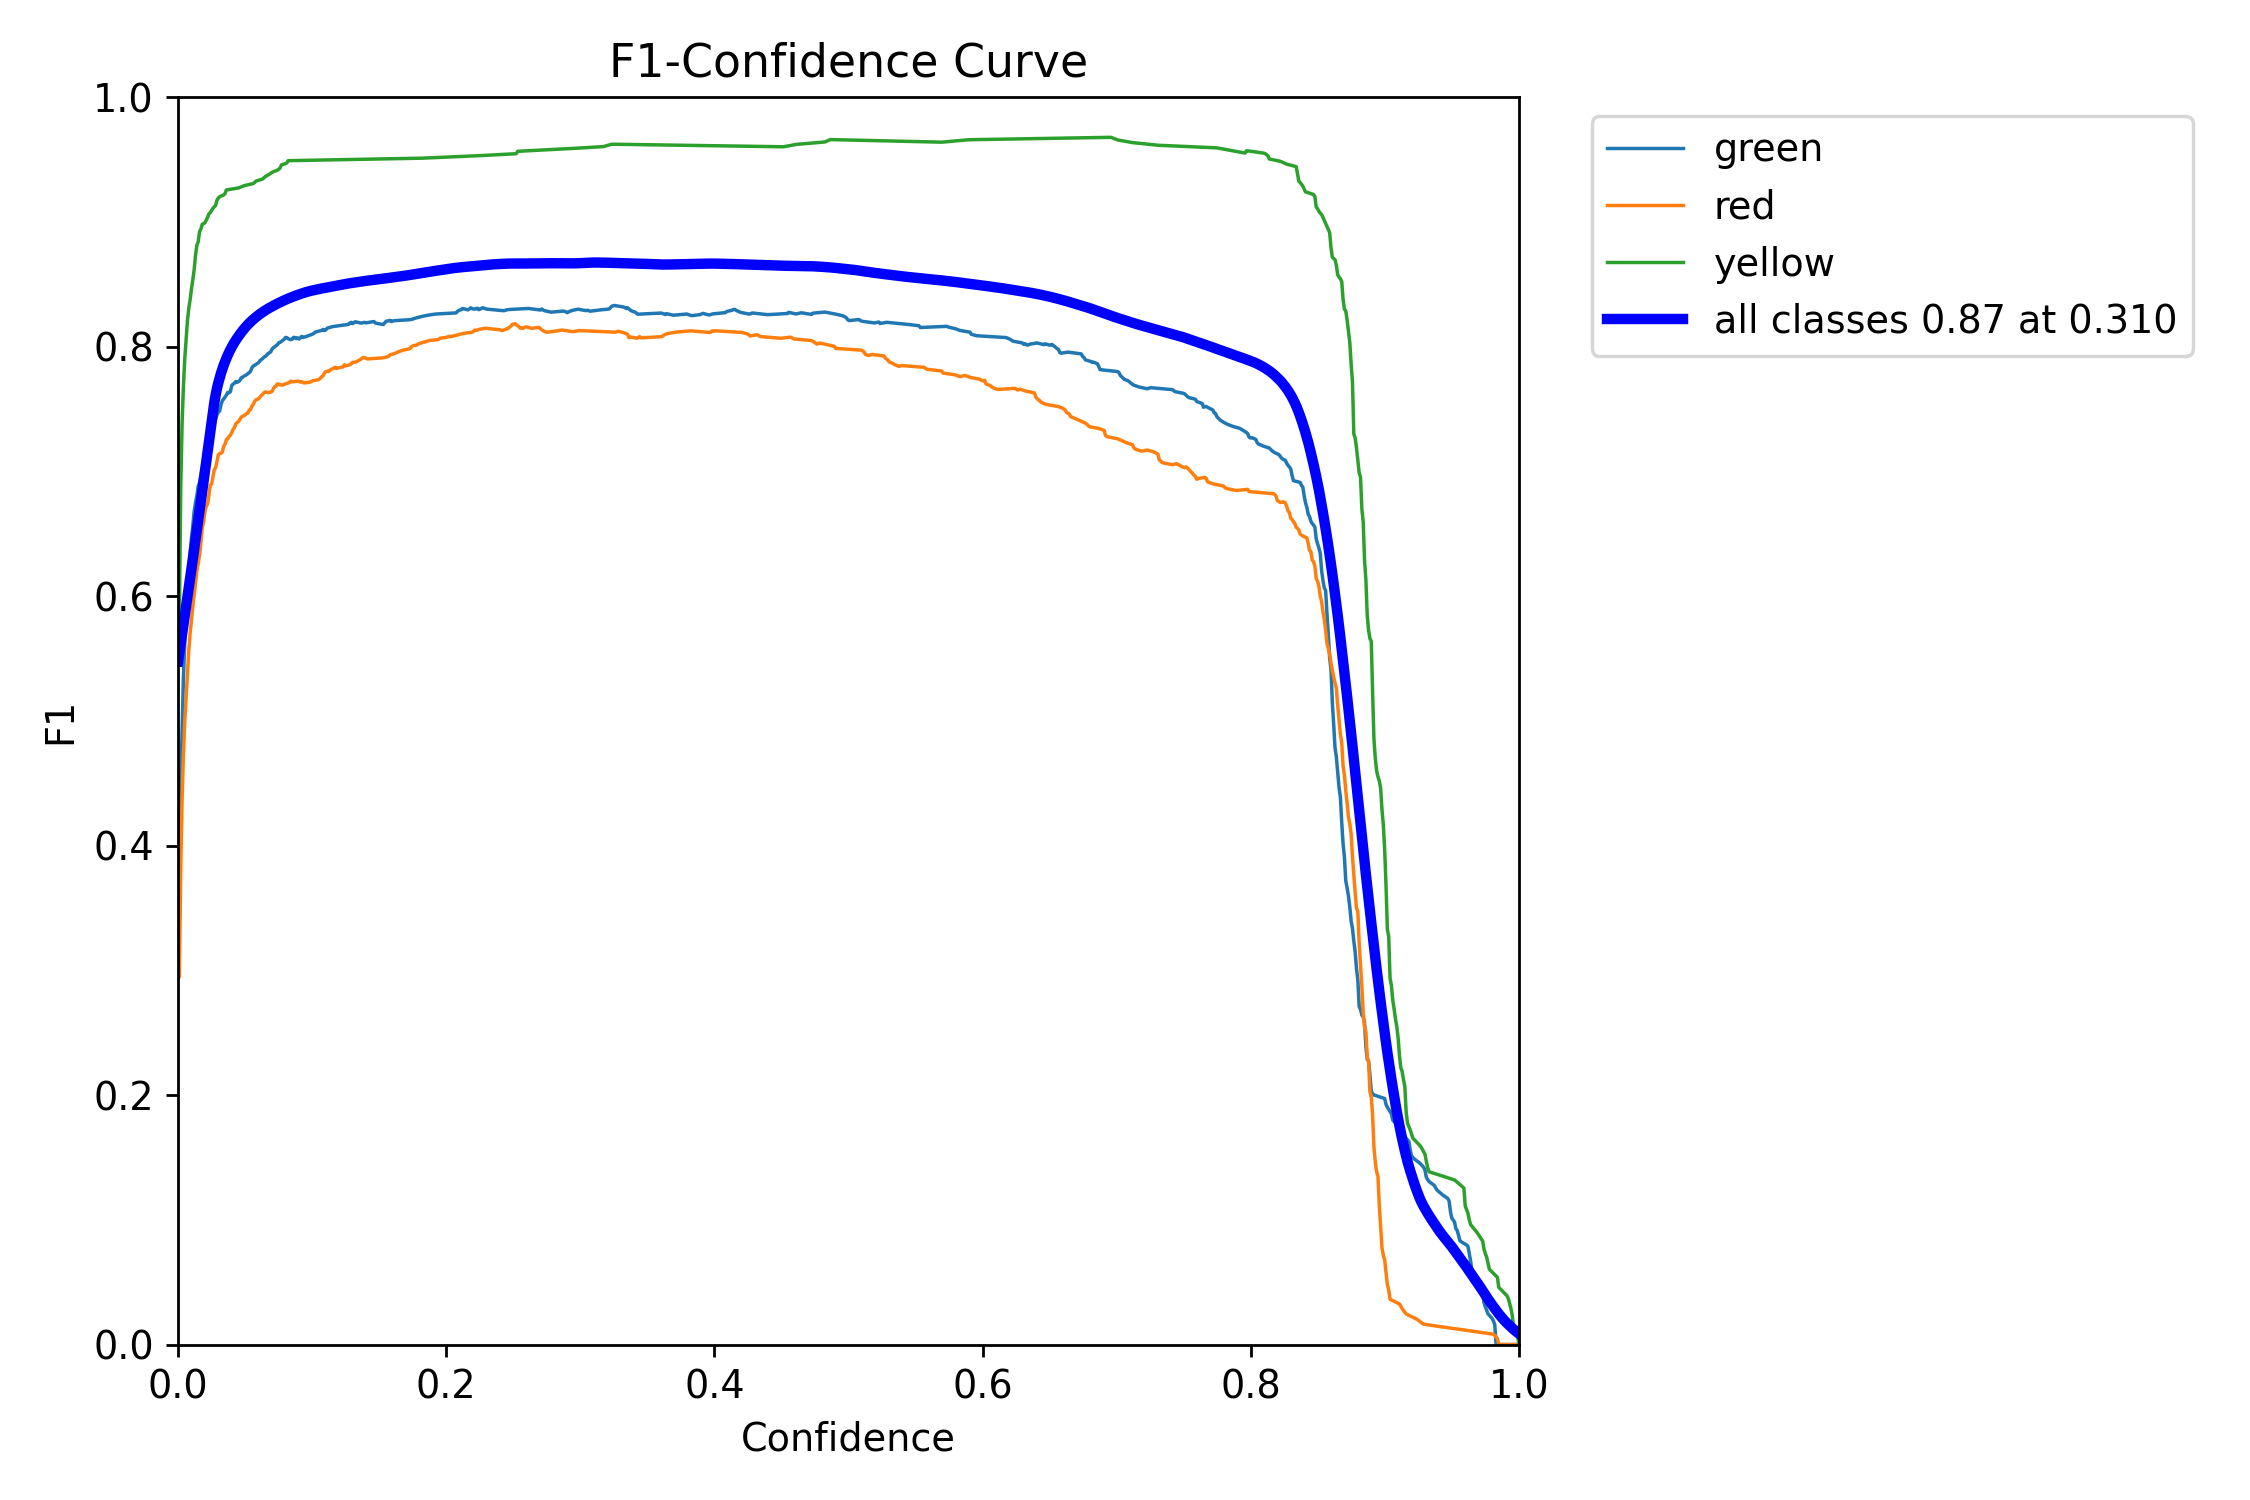 F1-Confidence Curve
1.0
0.8
0.6
0.4
0.2
0.0
F1
0.0 0.2 0.4 0.6 0.8 1.0
Confidence
green
red
yellow
all classes 0.87 at 0.310